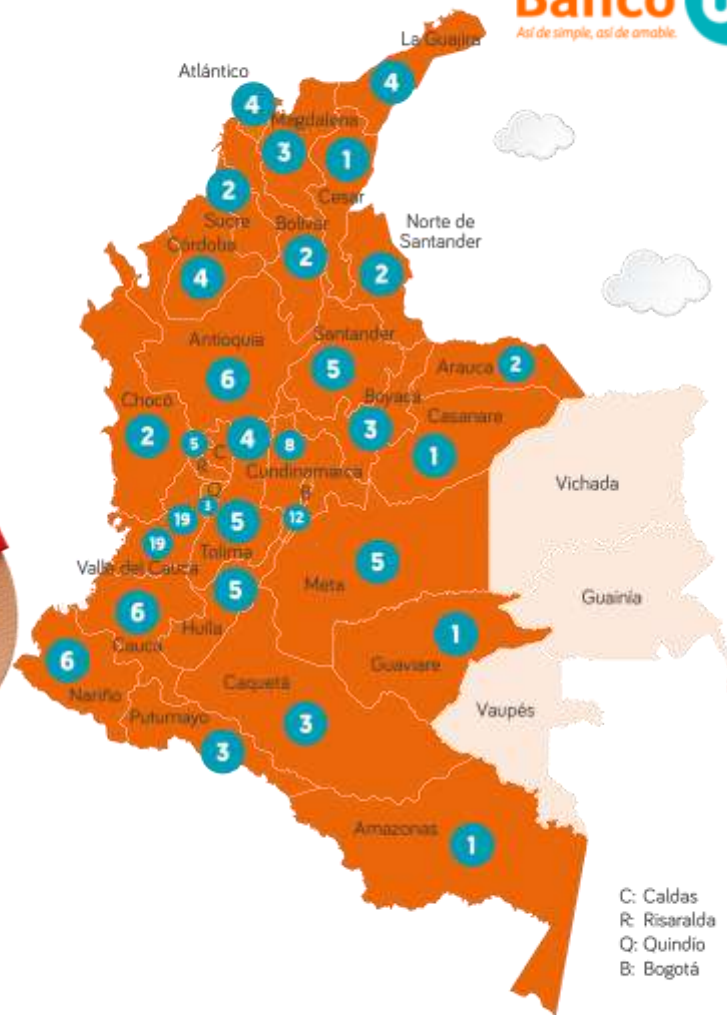 Banco
Así de simple, así de amable.
La Guajira
4
Atlántico
4
Magdalena
3
1
Cesar
2
Sucre
Bolívar
2
Norte de
Santander
2
Córdoba
4
Antioquia
6
Santander
5
Arauca
2
Boyacá
3
Casanare
1
Chocó
2
5
R
C
4
8
Cundinamarca
B
12
Q
3
19
19
5
Tolima
Valle del Cauca
Vichada
Meta
5
Guainía
5
Huila
6
Cauca
1
Guaviare
6
Nariño
Caquetá
3
Vaupés
Putumayo
3
Amazonas
1
C: Caldas
R: Risaralda
Q: Quindío
B: Bogotá